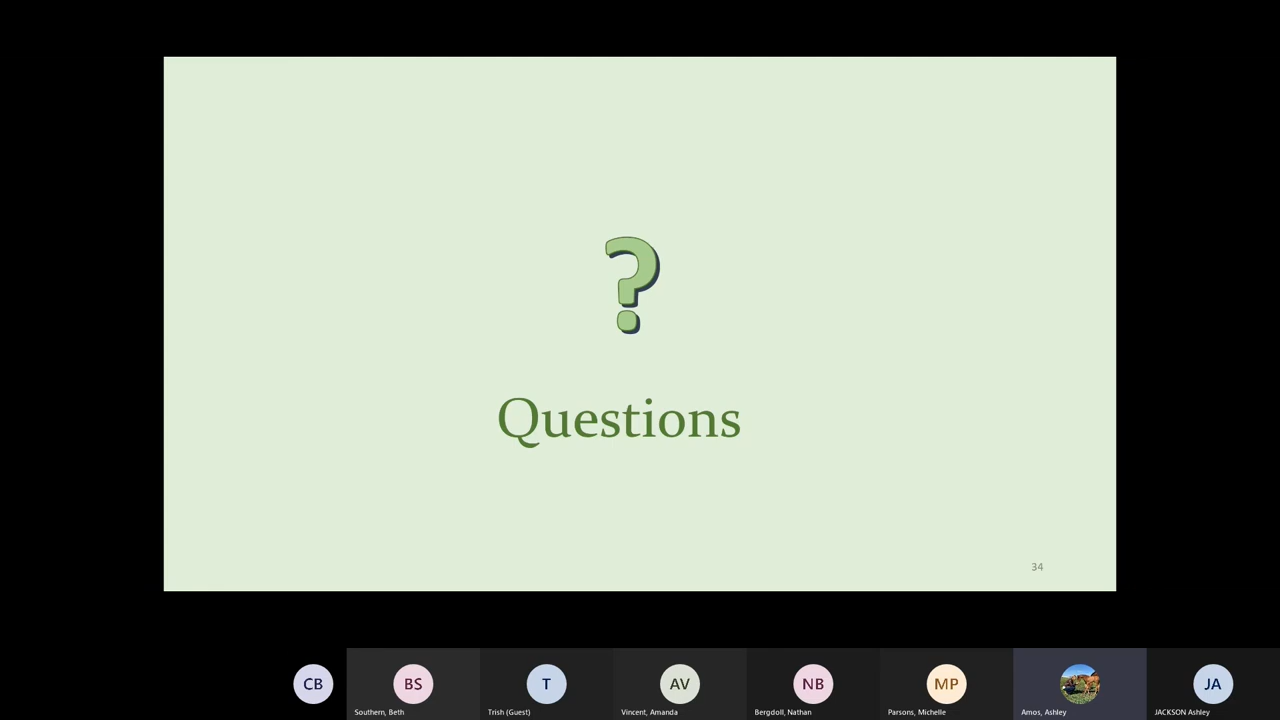 ?
Questions
34
CB
BS
T
AV
NB
MP
JA
Southern, Beth
Trish (Guest)
Vincent, Amanda
Bergdoll, Nathan
Parsons, Michelle
Amos, Ashley
JACKSON Ashley